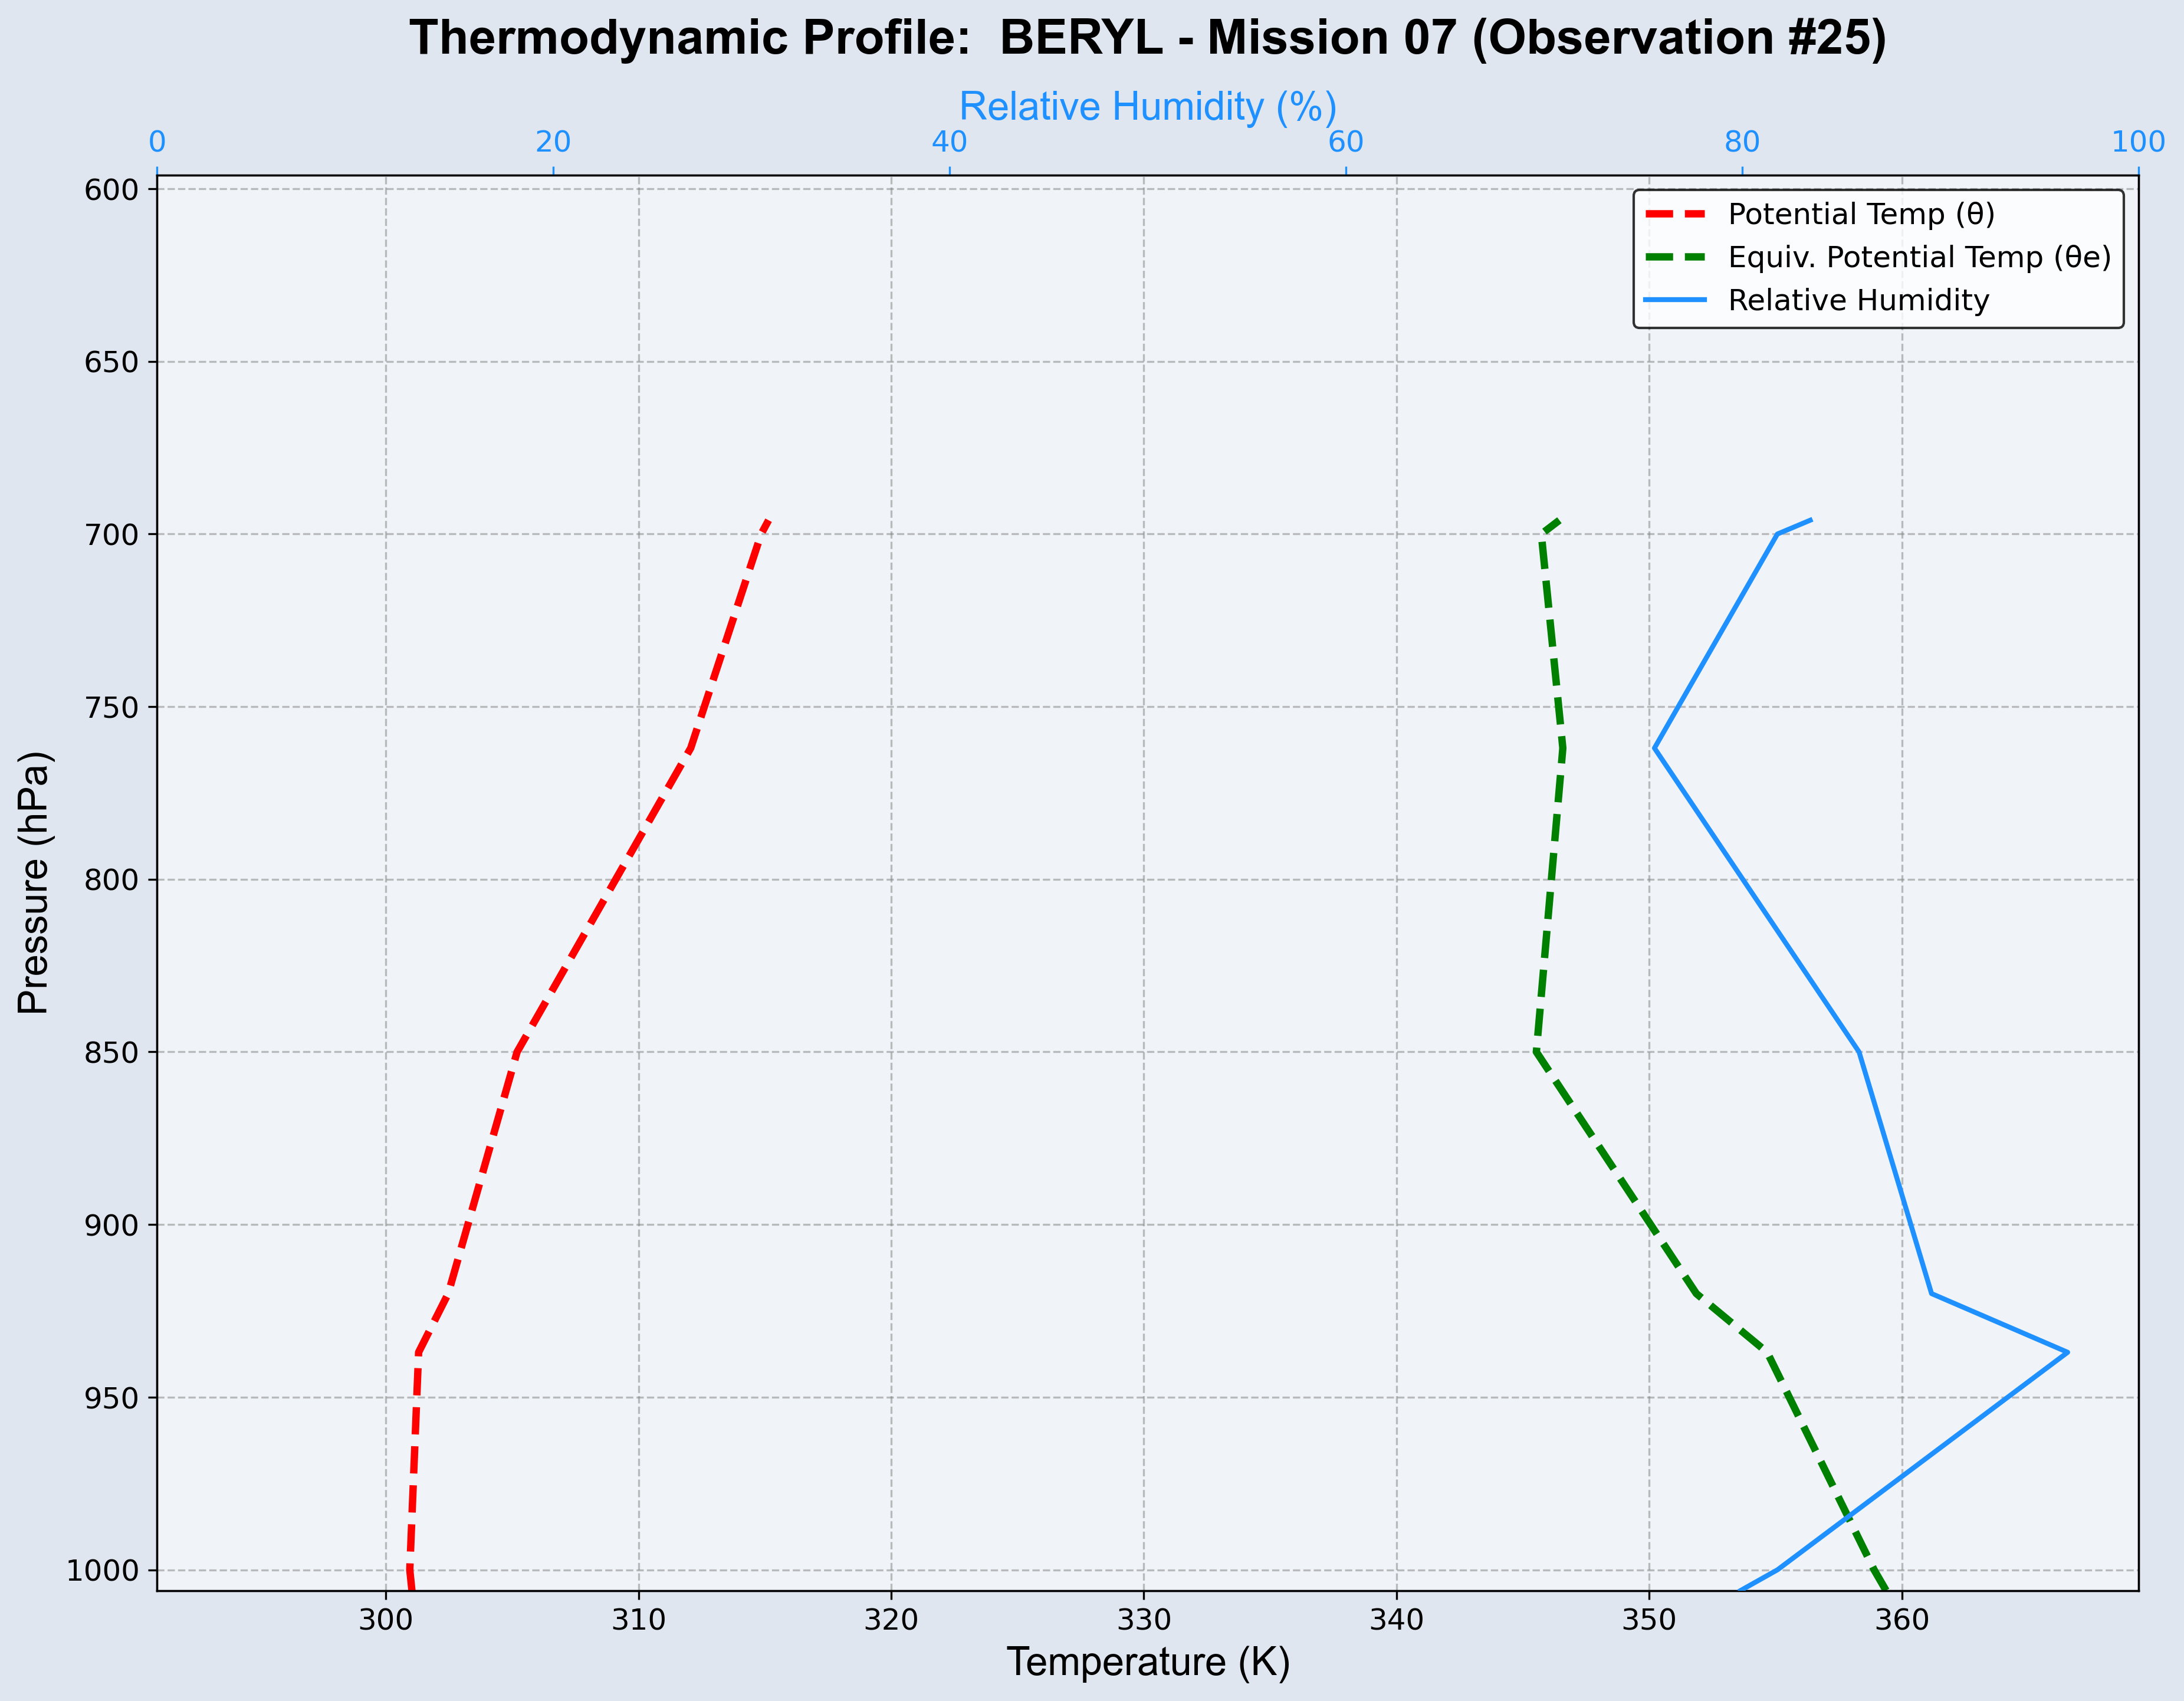 Thermodynamic Profile:  BERYL - Mission 07 (Observation #25)
Relative Humidity (%)
0 20 40 60 80 100
Potential Temp (θ)
Equiv. Potential Temp (θe)
Relative Humidity
Pressure (hPa)
600
650
700
750
800
850
900
950
1000
300 310 320 330 340 350 360
Temperature (K)